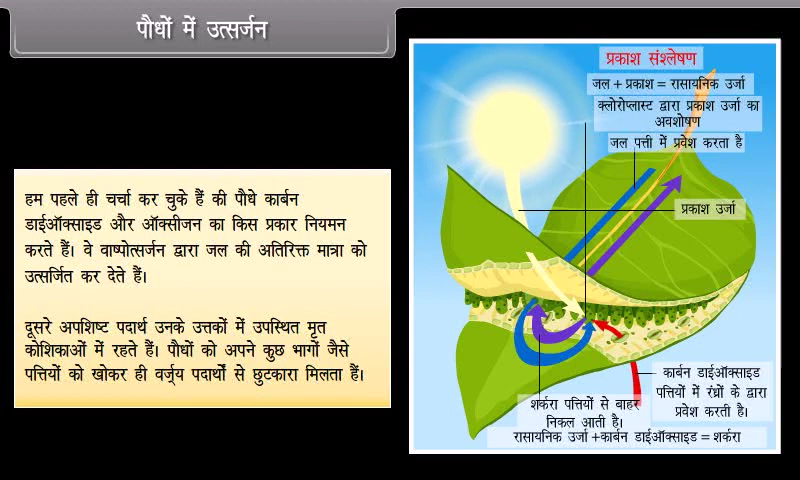 पौधों में उत्सर्जन
हम पहले ही चर्चा कर चुके हैं की पौधे कार्बन
डाईऑक्साइड और ऑक्सीजन का किस प्रकार नियमन
करते हैं। वे वाष्पोत्सर्जन द्वारा जल की अतिरिक्त मात्रा को
उत्सर्जित कर देते हैं।
दूसरे अपशिष्ट पदार्थ उनके उत्तकों में उपस्थित मृत
कोशिकाओं में रहते हैं। पौधों को अपने कुछ भागों जैसे
पत्तियों को खोकर ही वर्ज्य पदार्थों से छुटकारा मिलता हैं।
प्रकाश संश्लेषण
जल + प्रकाश = रासायनिक उर्जा
क्लोरोप्लास्ट द्वारा प्रकाश उर्जा का
अवशोषण
जल पत्ती में प्रवेश करता है
प्रकाश उर्जा
कार्बन डाईऑक्साइड
पत्तियों में रंध्रों के द्वारा
प्रवेश करती है।
शर्करा पत्तियों से बाहर
निकल आती है।
रासायनिक उर्जा +कार्बन डाईऑक्साइड = शर्करा